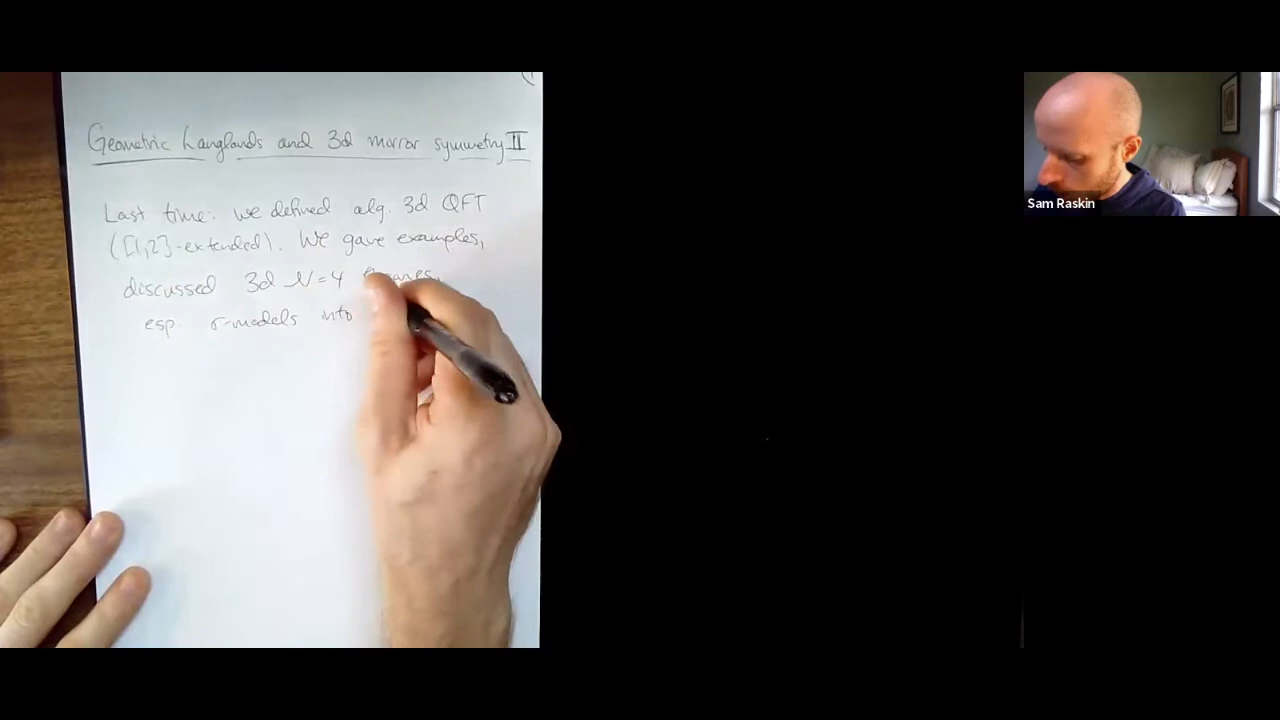 Geometric Langlands and 3d mirror symmetry II
Last time: we defined alg. 3d QFT
([1,2]-extended). We gave examples,
discussed 3d N=4
esp. σ-models into
Sam Raskin